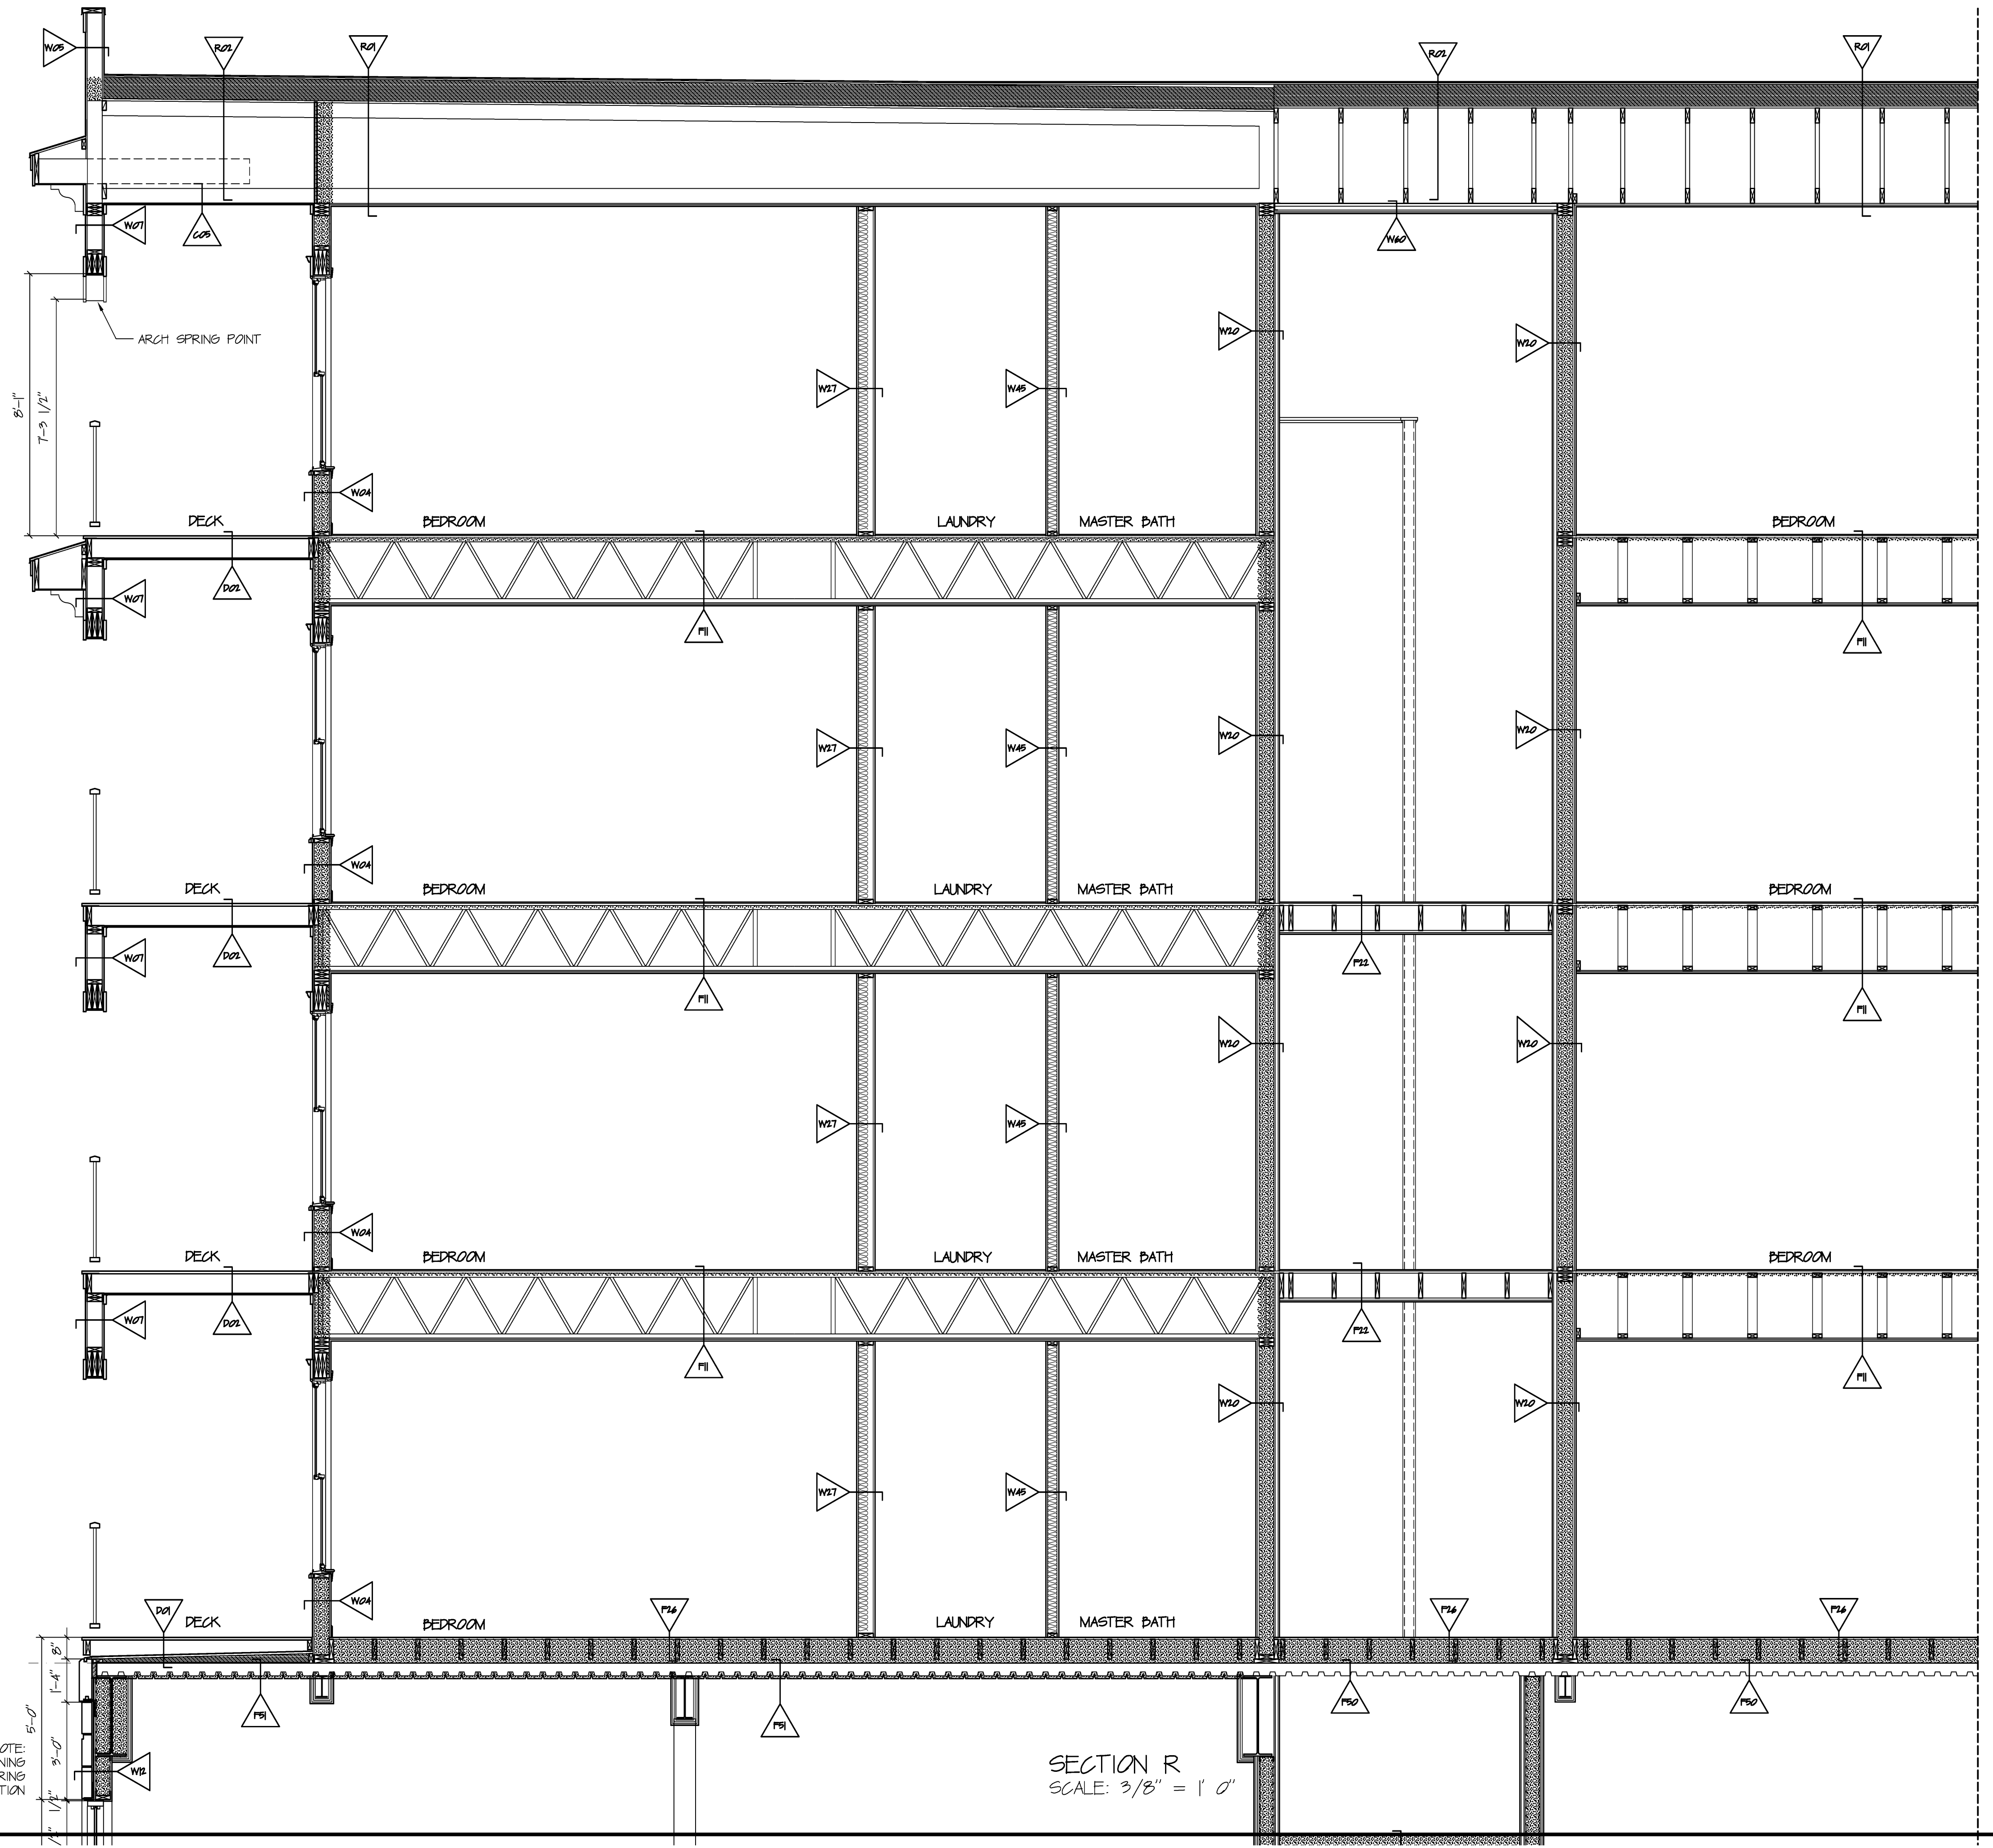 W05
R02
R01
R02
R01
W07
C05
W60
ARCH SPRING POINT
8'-1"
7'-3 1/2"
W20
W20
W27
W45
W04
DECK
BEDROOM
LAUNDRY
MASTER BATH
BEDROOM
D02
W07
F11
F11
W27
W45
W20
W20
W04
DECK
BEDROOM
LAUNDRY
MASTER BATH
BEDROOM
W07
D02
F11
F22
F11
W20
W20
W27
W45
W04
DECK
BEDROOM
LAUNDRY
MASTER BATH
BEDROOM
W07
D02
F11
F22
F11
W20
W20
W27
W45
W04
D01
DECK
BEDROOM
F26
LAUNDRY
MASTER BATH
F26
F26
8"
1'-4"
5'-0"
3'-0"
F51
F51
F50
F50
W12
SECTION R
SCALE: 3/8" = 1' 0"
1/2"